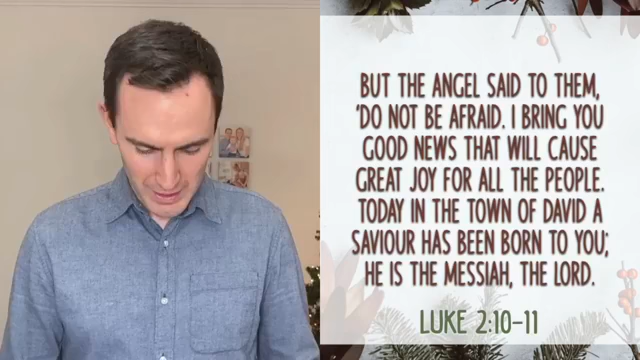 BUT THE ANGEL SAID TO THEM,
‘DO NOT BE AFRAID. I BRING YOU
GOOD NEWS THAT WILL CAUSE
GREAT JOY FOR ALL THE PEOPLE.
TODAY IN THE TOWN OF DAVID A
SAVIOUR HAS BEEN BORN TO YOU;
HE IS THE MESSIAH, THE LORD.
LUKE 2:10-11